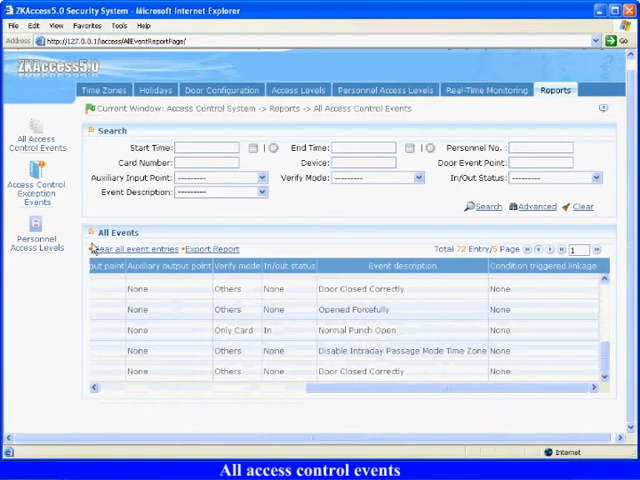 ZKAccess5.0 Security System - Microsoft Internet Explorer
File Edit View Favorites Tools Help
Address http://127.0.0.1/iaccess/AllEventReportPage/ Go
ZKAccess5.0
Time Zones Holidays Door Configuration Access Levels Personnel Access Levels Real-Time Monitoring Reports
Current Window: Access Control System -> Reports -> All Access Control Events
All Access
Control Events
Access Control
Exception
Events
Personnel
Access Levels
Search
Start Time: End Time: Personnel No.:
Card Number: Device: Door Event Point:
Auxiliary Input Point: --------- Verify Mode: --------- In/Out Status: ---------
Event Description: ---------
Search Advanced Clear
All Events
Clear all event entries Export Report Total 72 Entry/5 Page 1
put point Auxiliary output point Verify mode In/out status Event description Condition triggered linkage
None Others None Door Closed Correctly None
None Others None Opened Forcefully None
None Only Card In Normal Punch Open None
None Others None Disable Intraday Passage Mode Time Zone None
None Others None Door Closed Correctly None
Internet
All access control events